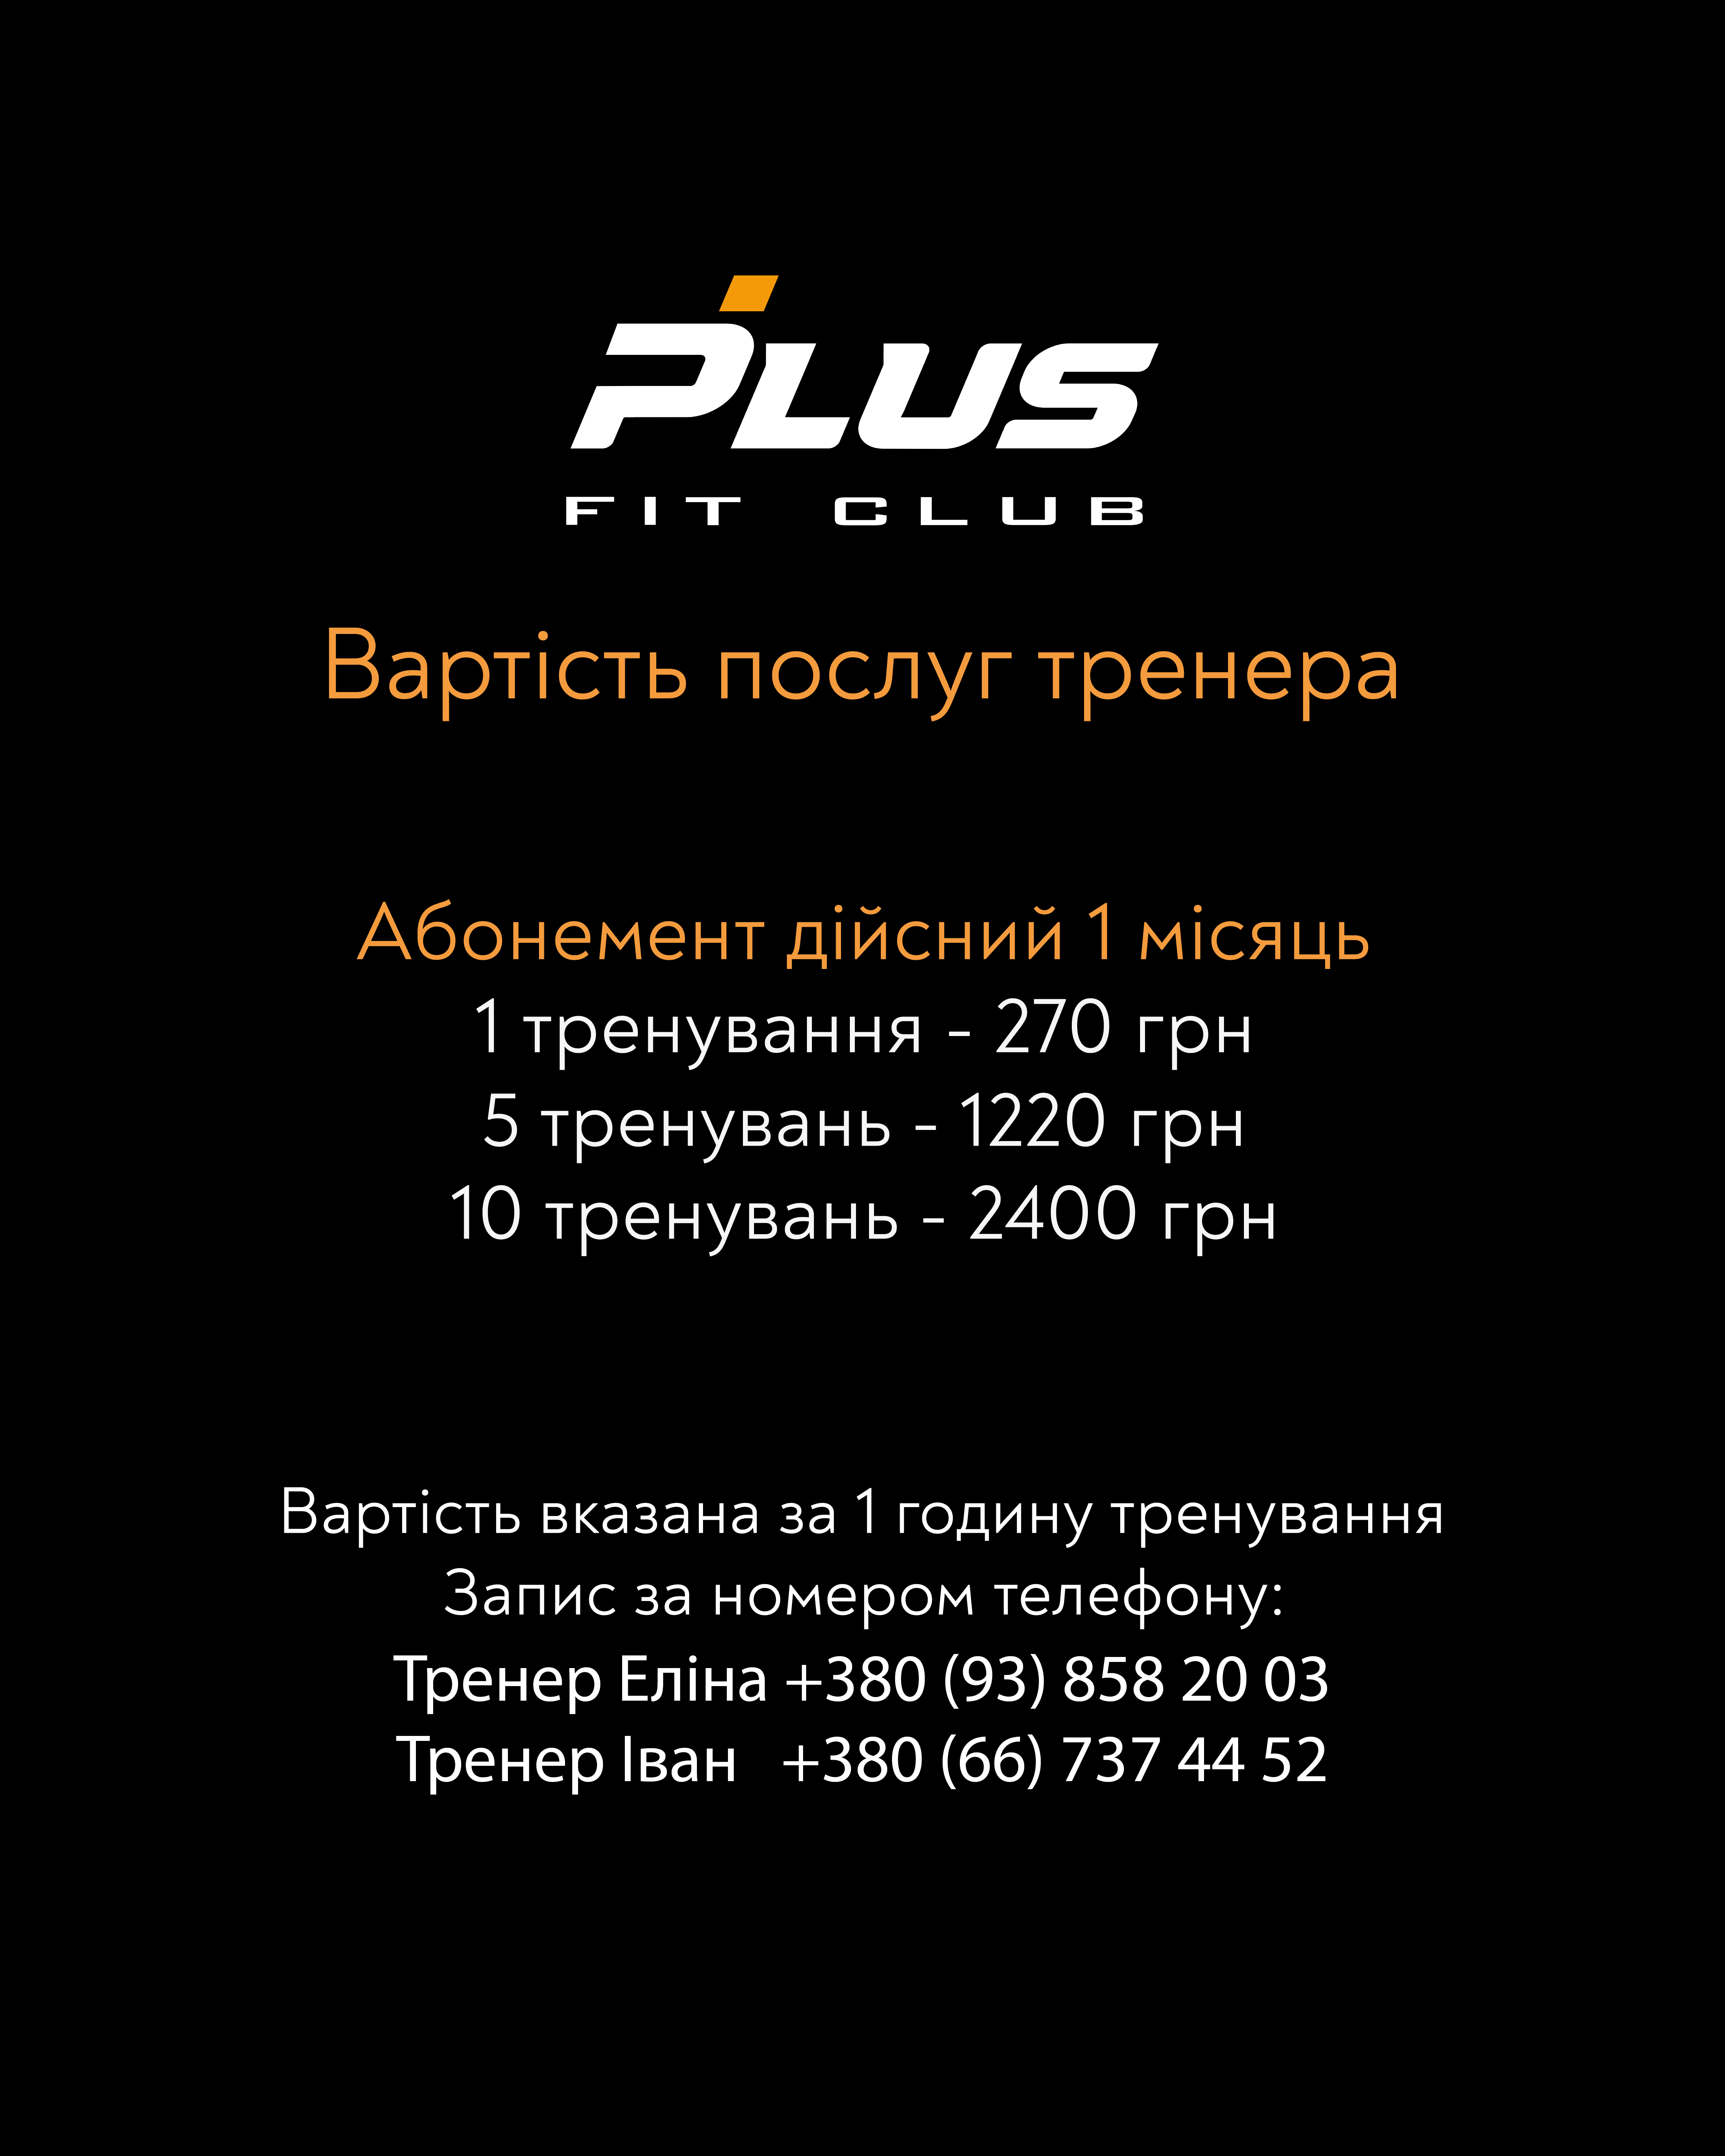 PLUS
FIT CLUB
Вартість послуг тренера
Абонемент дійсний 1 місяць
1 тренування - 270 грн
5 тренувань - 1220 грн
10 тренувань - 2400 грн
Вартість вказана за 1 годину тренування
Запис за номером телефону:
Тренер Еліна +380 (93) 858 20 03
Тренер Іван +380 (66) 737 44 52